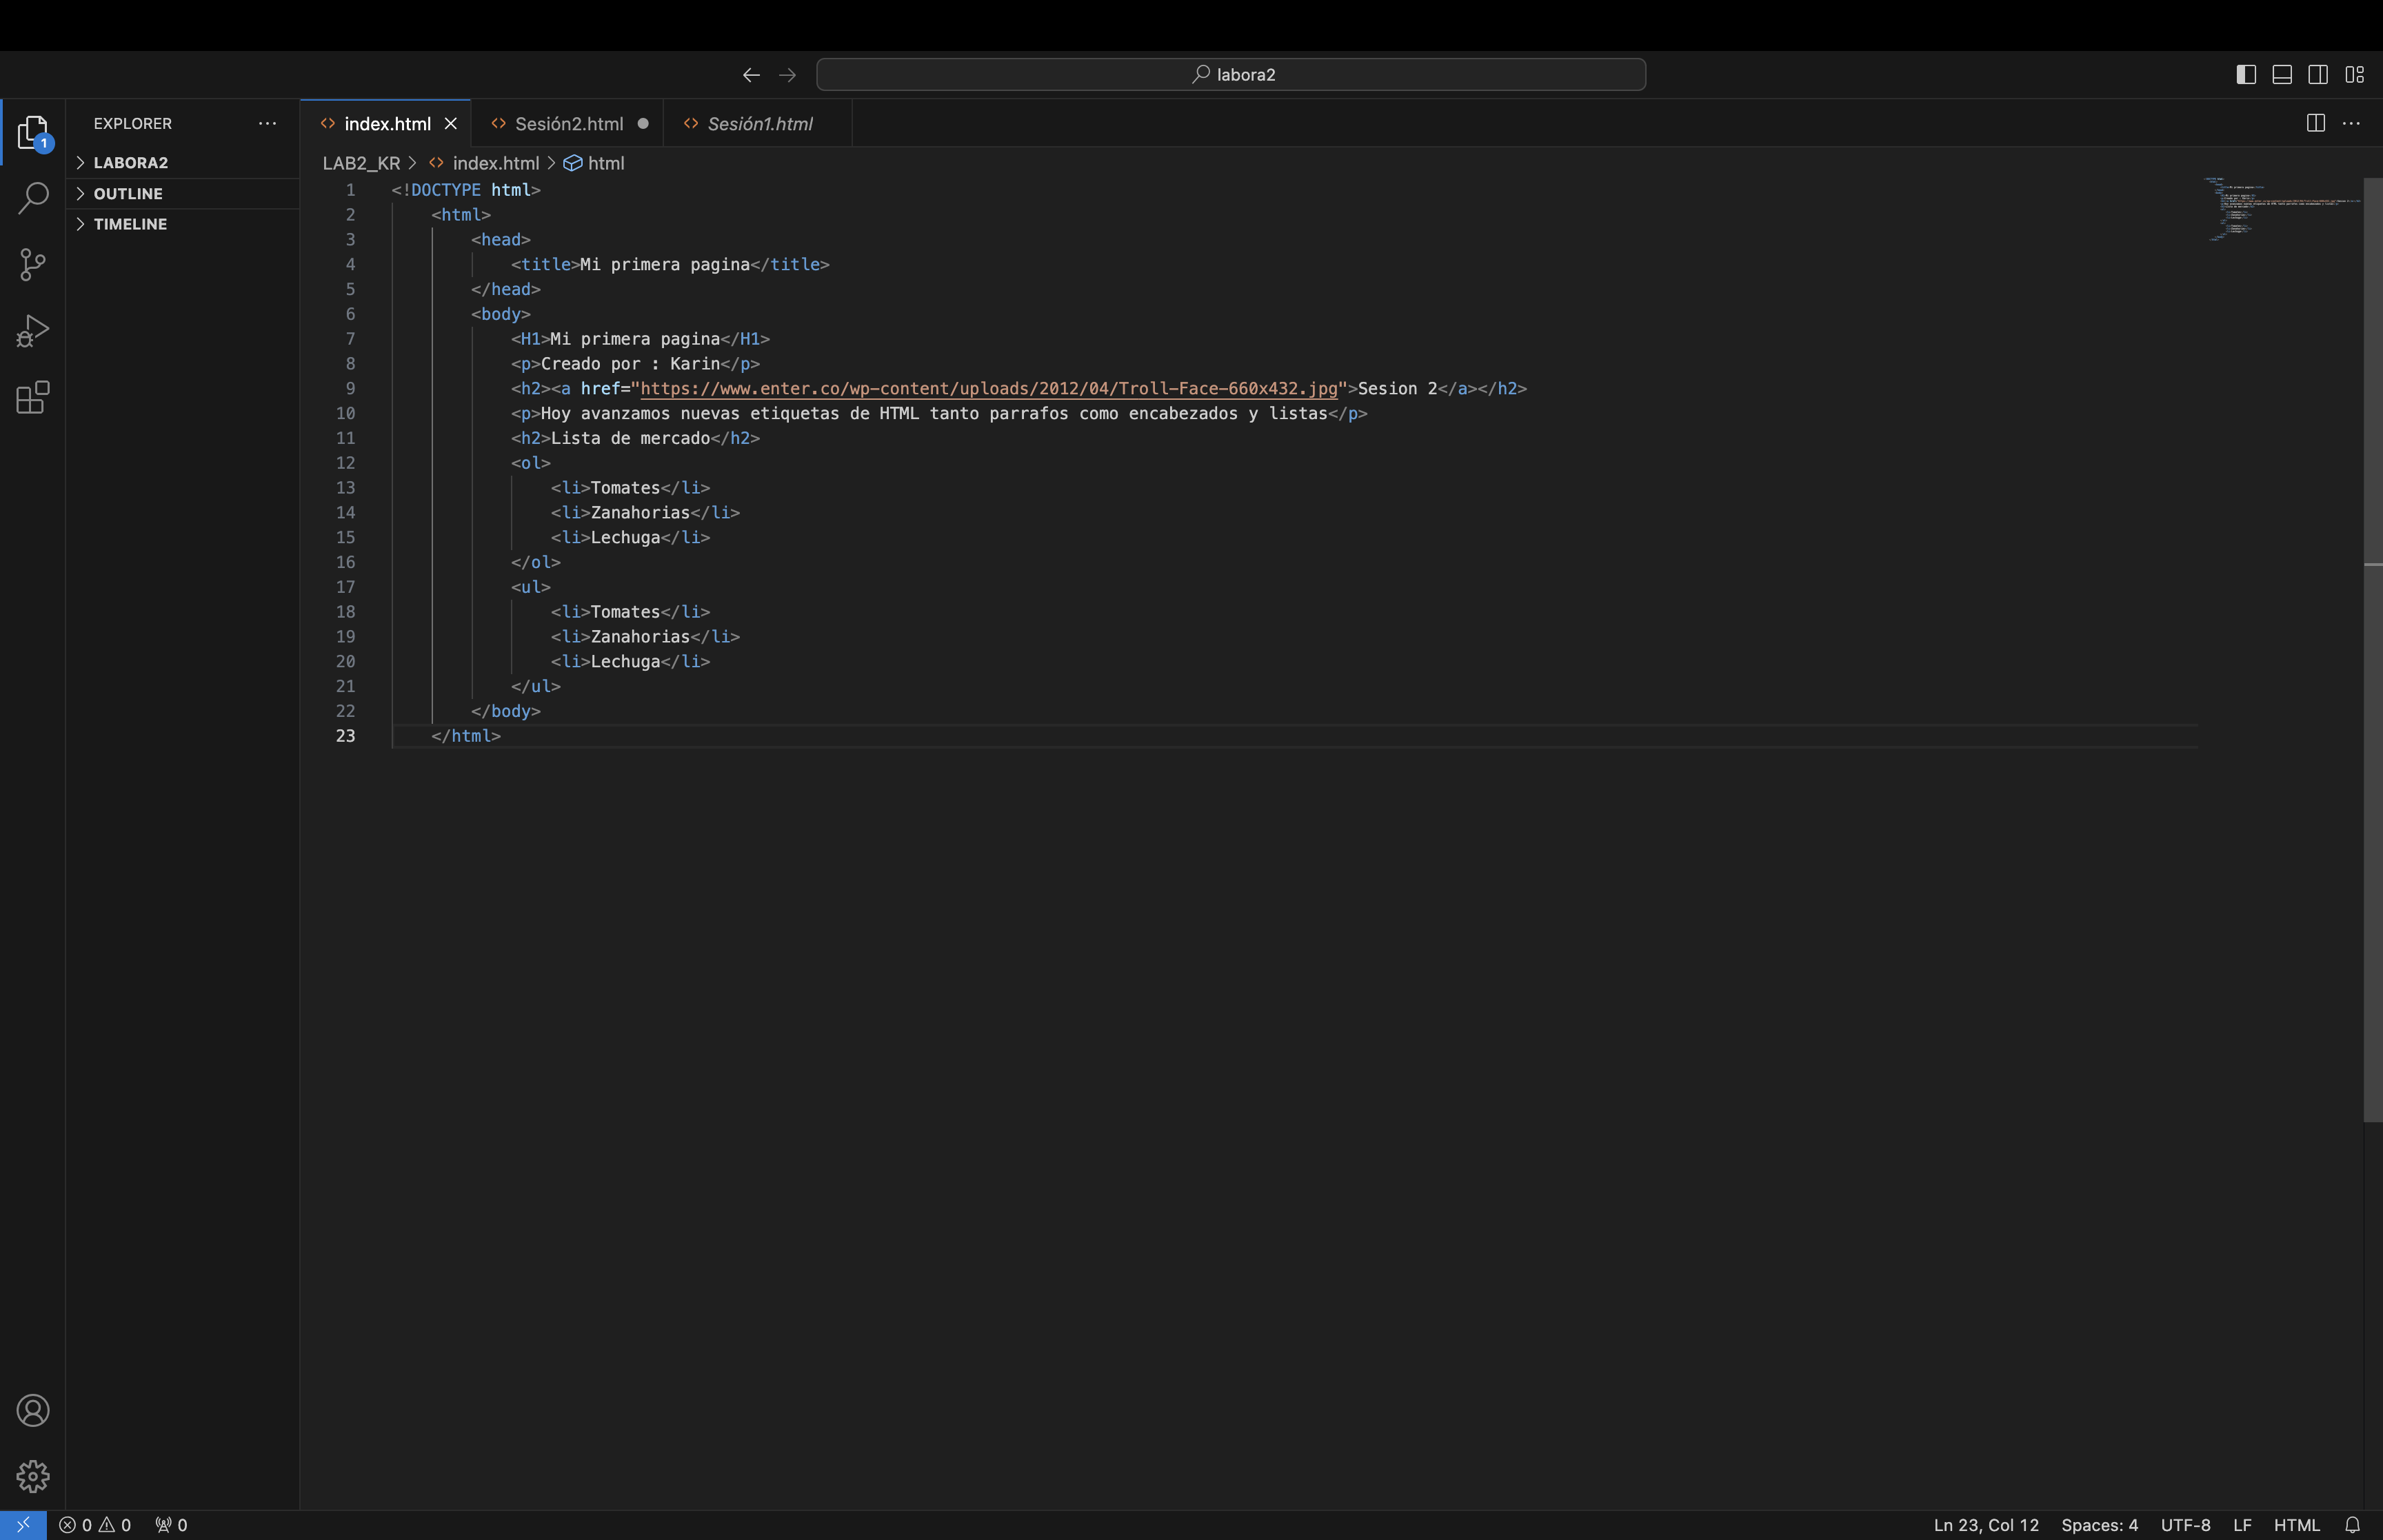 labora2
EXPLORER
1
LABORA2
OUTLINE
TIMELINE
index.html
Sesión2.html
Sesión1.html
LAB2_KR > index.html > html
1 <!DOCTYPE html>
2 <html>
3 <head>
4 <title>Mi primera pagina</title>
5 </head>
6 <body>
7 <H1>Mi primera pagina</H1>
8 <p>Creado por : Karin</p>
9 <h2><a href="https://www.enter.co/wp-content/uploads/2012/04/Troll-Face-660x432.jpg">Sesion 2</a></h2>
10 <p>Hoy avanzamos nuevas etiquetas de HTML tanto parrafos como encabezados y listas</p>
11 <h2>Lista de mercado</h2>
12 <ol>
13 <li>Tomates</li>
14 <li>Zanahorias</li>
15 <li>Lechuga</li>
16 </ol>
17 <ul>
18 <li>Tomates</li>
19 <li>Zanahorias</li>
20 <li>Lechuga</li>
21 </ul>
22 </body>
23 </html>
0 0 0
Ln 23, Col 12 Spaces: 4 UTF-8 LF HTML